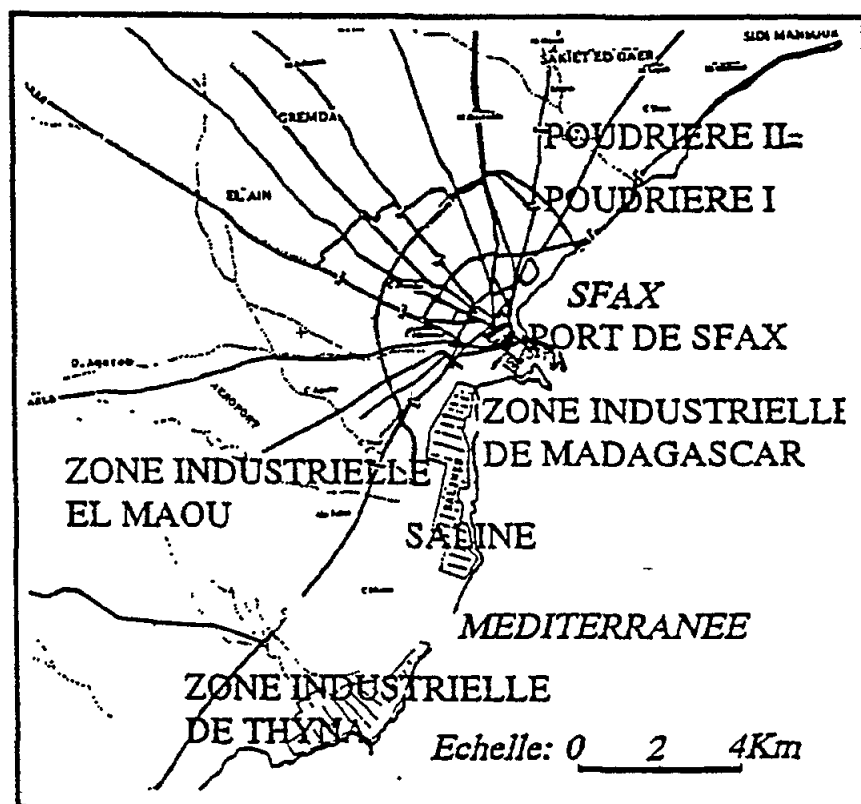 SIDI MANSOUR
SAKIET ED DAER
GREMDA
POUDRIERE II
POUDRIERE I
EL AIN
SFAX
PORT DE SFAX
AEROPORT
ZONE INDUSTRIELLE
DE MADAGASCAR
ZONE INDUSTRIELLE
EL MAOU
SALINE
MEDITERRANEE
ZONE INDUSTRIELLE
DE THYNA
Echelle: 0 2 4Km